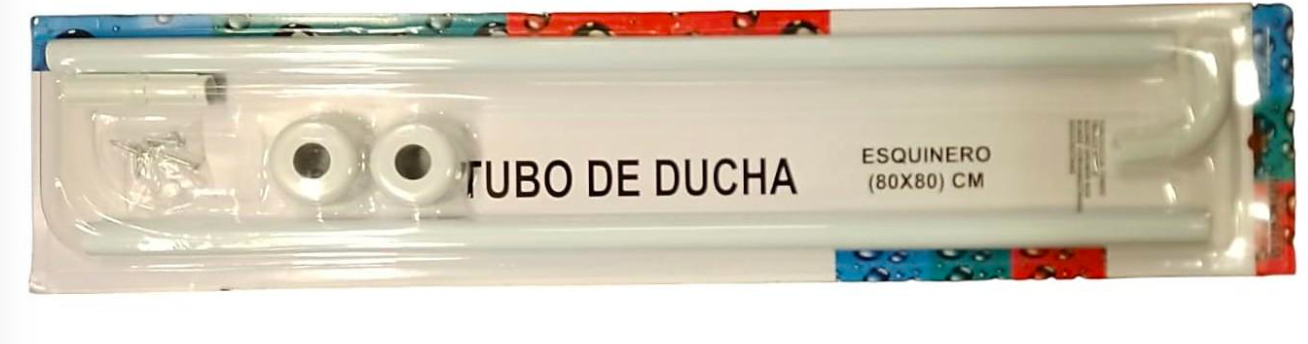 TUBO DE DUCHA
ESQUINERO
(80X80) CM